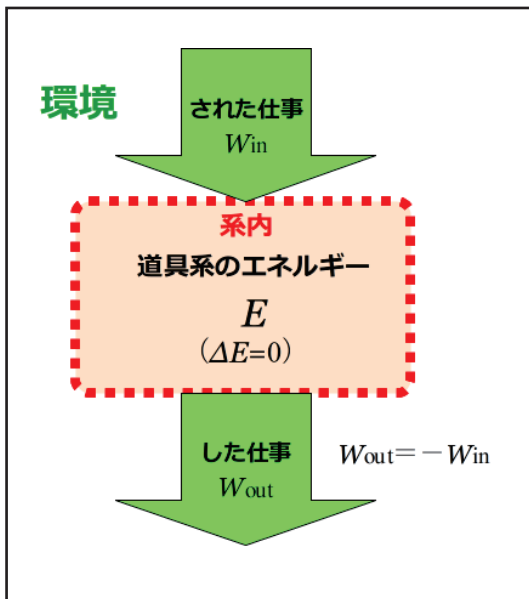 環境
された仕事
Win
系内
道具系のエネルギー
E
(ΔE=0)
した仕事
Wout
Wout=−Win